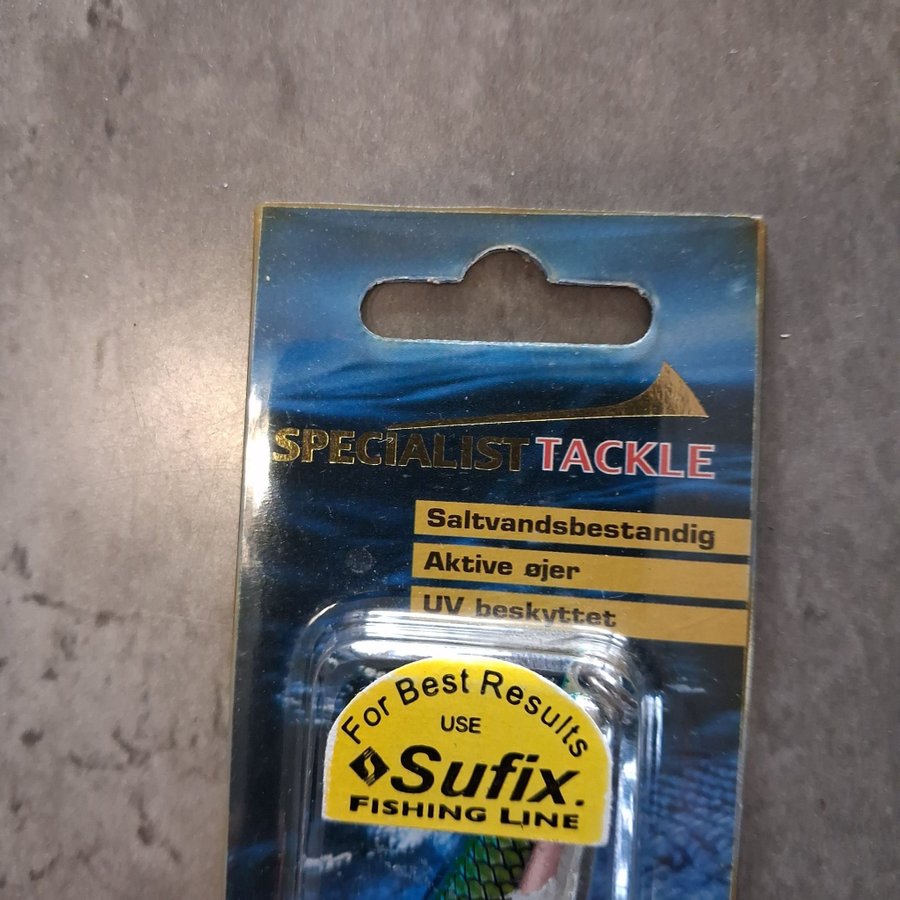 SPECIALIST TACKLE
Saltvandsbestandig
Aktive øjer
UV beskyttet
For Best Results
USE
Sufix.
FISHING LINE